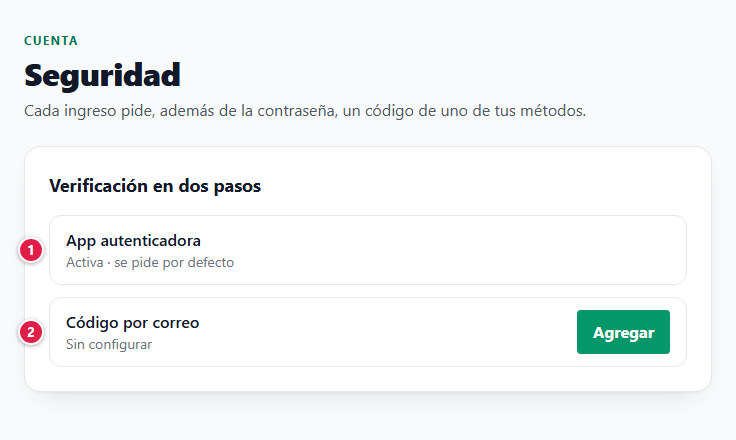 CUENTA
Seguridad
Cada ingreso pide, además de la contraseña, un código de uno de tus métodos.
Verificación en dos pasos
1
App autenticadora
Activa · se pide por defecto
2
Código por correo
Sin configurar
Agregar